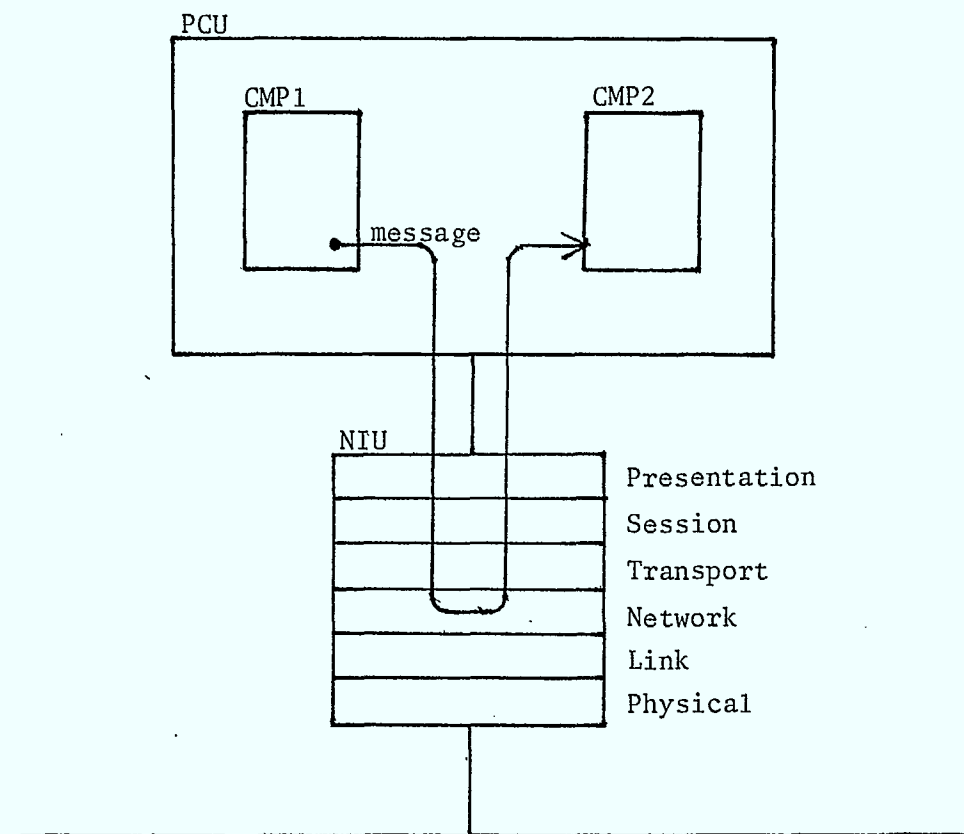 PCU
CMP1
CMP2
message
NIU
Presentation
Session
Transport
Network
Link
Physical